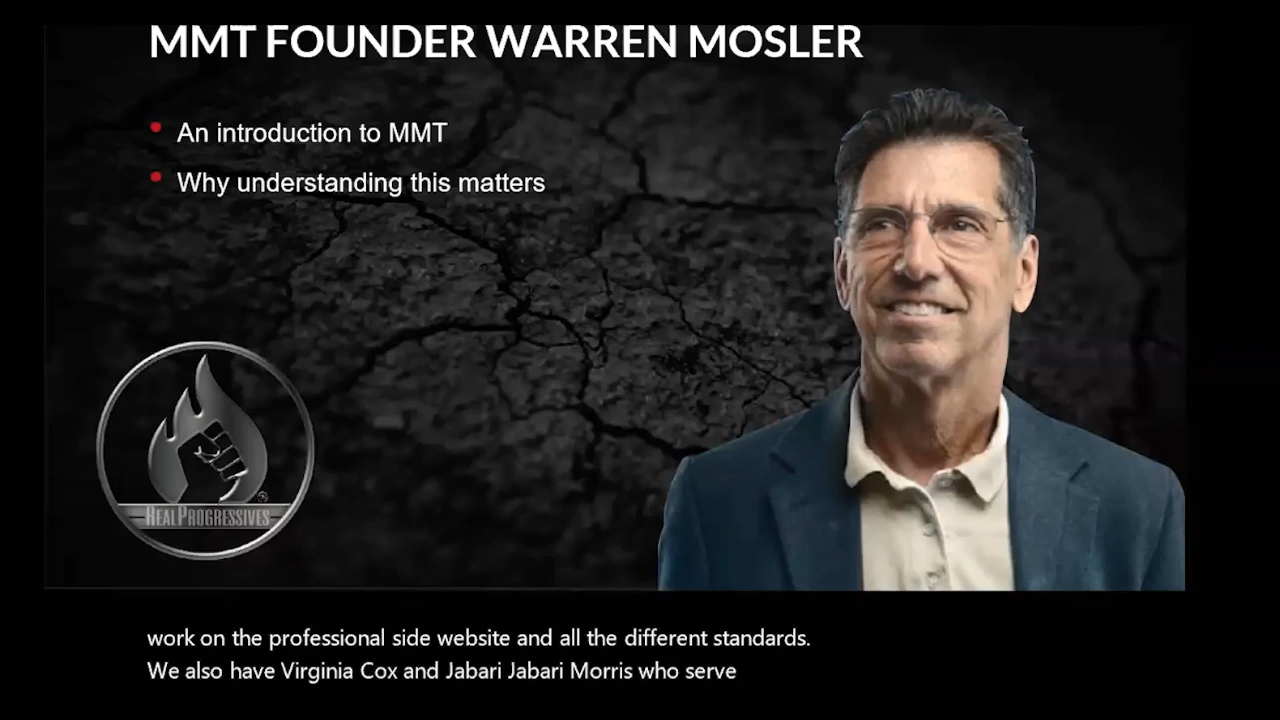 MMT FOUNDER WARREN MOSLER
An introduction to MMT
Why understanding this matters
REALPROGRESSIVES
work on the professional side website and all the different standards.
We also have Virginia Cox and Jabari Jabari Morris who serve